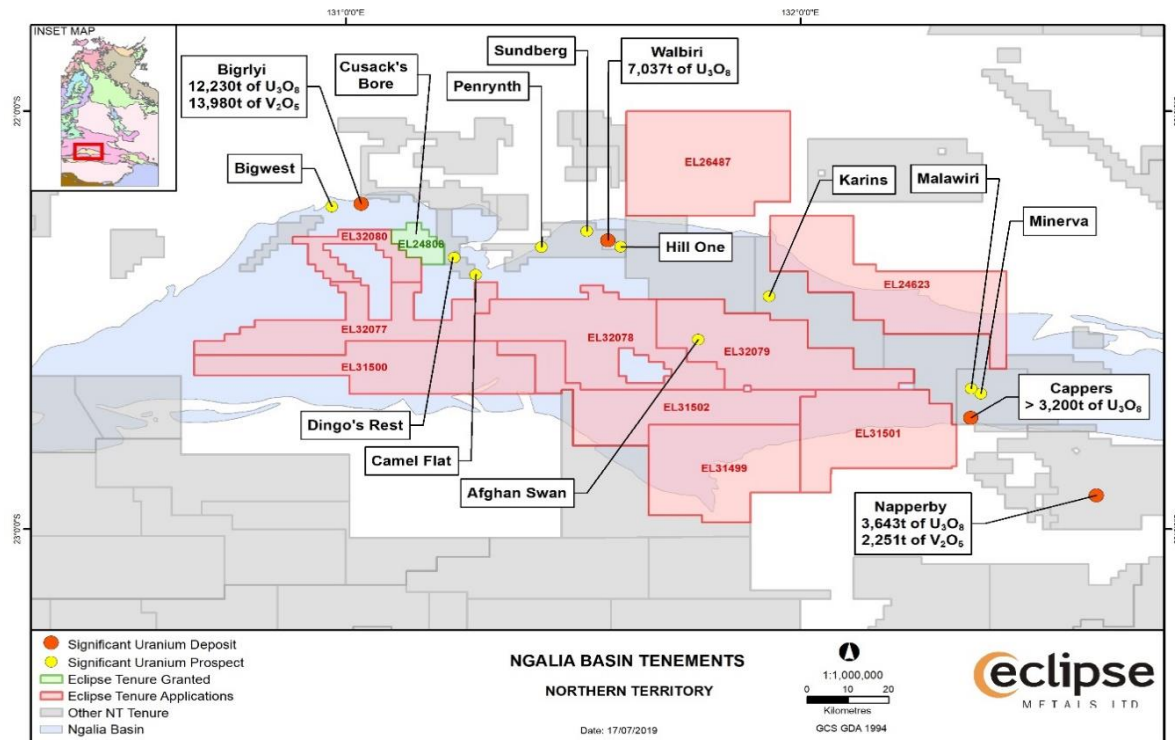 131°0'0"E
132°0'0"E
INSET MAP
22°0'0"S
23°0'0"S
Bigrlyi
12,230t of U₃O₈
13,980t of V₂O₅
Cusack's
Bore
Sundberg
Walbiri
7,037t of U₃O₈
Penrynth
Bigwest
EL26487
Karins
Malawiri
Minerva
EL32080
EL24808
Hill One
EL24623
EL32077
EL32078
EL32079
EL31500
Dingo's Rest
Camel Flat
Afghan Swan
EL31502
EL31501
EL31499
Cappers
> 3,200t of U₃O₈
Napperby
3,643t of U₃O₈
2,251t of V₂O₅
Significant Uranium Deposit
Significant Uranium Prospect
Eclipse Tenure Granted
Eclipse Tenure Applications
Other NT Tenure
Ngalia Basin
NGALIA BASIN TENEMENTS
NORTHERN TERRITORY
Date: 17/07/2019
1:1,000,000
0 10 20
Kilometres
GCS GDA 1994
eclipse
METALS LTD